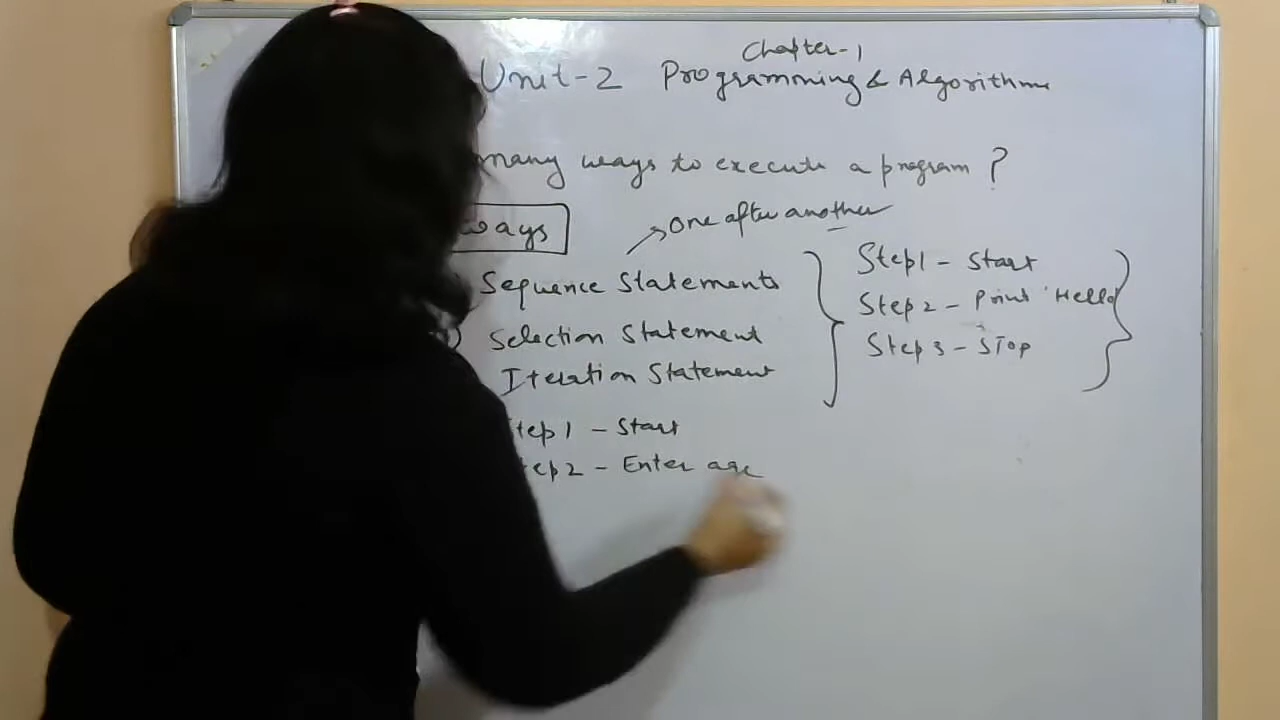 Chapter-1
Unit-2 Programming & Algorithms
many ways to execute a program ?
ways
one after another
Sequence Statements
Selection Statement
Iteration Statement
Step1 - Start
Step2 - Print 'Hello
Step3 - STop
Step1 - Start
Step2 - Enter age